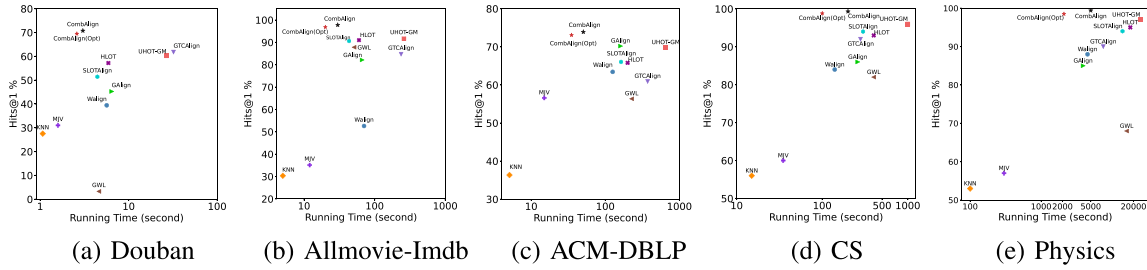 Hits@1 %
80
70
60
50
40
30
20
10
0
CombAlign
CombAlign(Opt)
GTCAlign
UHOT-GM
HLOT
SLOTAlign
GAlign
Walign
MJV
KNN
GWL
1 10 100
Running Time (second)
(a) Douban
Hits@1 %
100
90
80
70
60
50
40
30
20
CombAlign
CombAlign(Opt)
UHOT-GM
SLOTAlign
HLOT
GWL
GTCAlign
GAlign
Walign
MJV
KNN
10 100 1000
Running Time (second)
(b) Allmovie-Imdb
Hits@1 %
80
70
60
50
40
30
CombAlign
CombAlign(Opt)
GAlign
UHOT-GM
SLOTAlign
HLOT
Walign
GTCAlign
MJV
GWL
KNN
10 100 1000
Running Time (second)
(c) ACM-DBLP
Hits@1 %
100
90
80
70
60
50
CombAlign(Opt)
CombAlign
UHOT-GM
SLOTAlign
HLOT
GTCAlign
GAlign
Walign
GWL
MJV
KNN
10 100 1000
Running Time (second)
(d) CS
Hits@1 %
100
90
80
70
60
50
CombAlign(Opt)
CombAlign
UHOT-GM
HLOT
SLOTAlign
GTCAlign
Walign
GAlign
GWL
MJV
KNN
100 1000 2000 5000 20000
Running Time (second)
(e) Physics